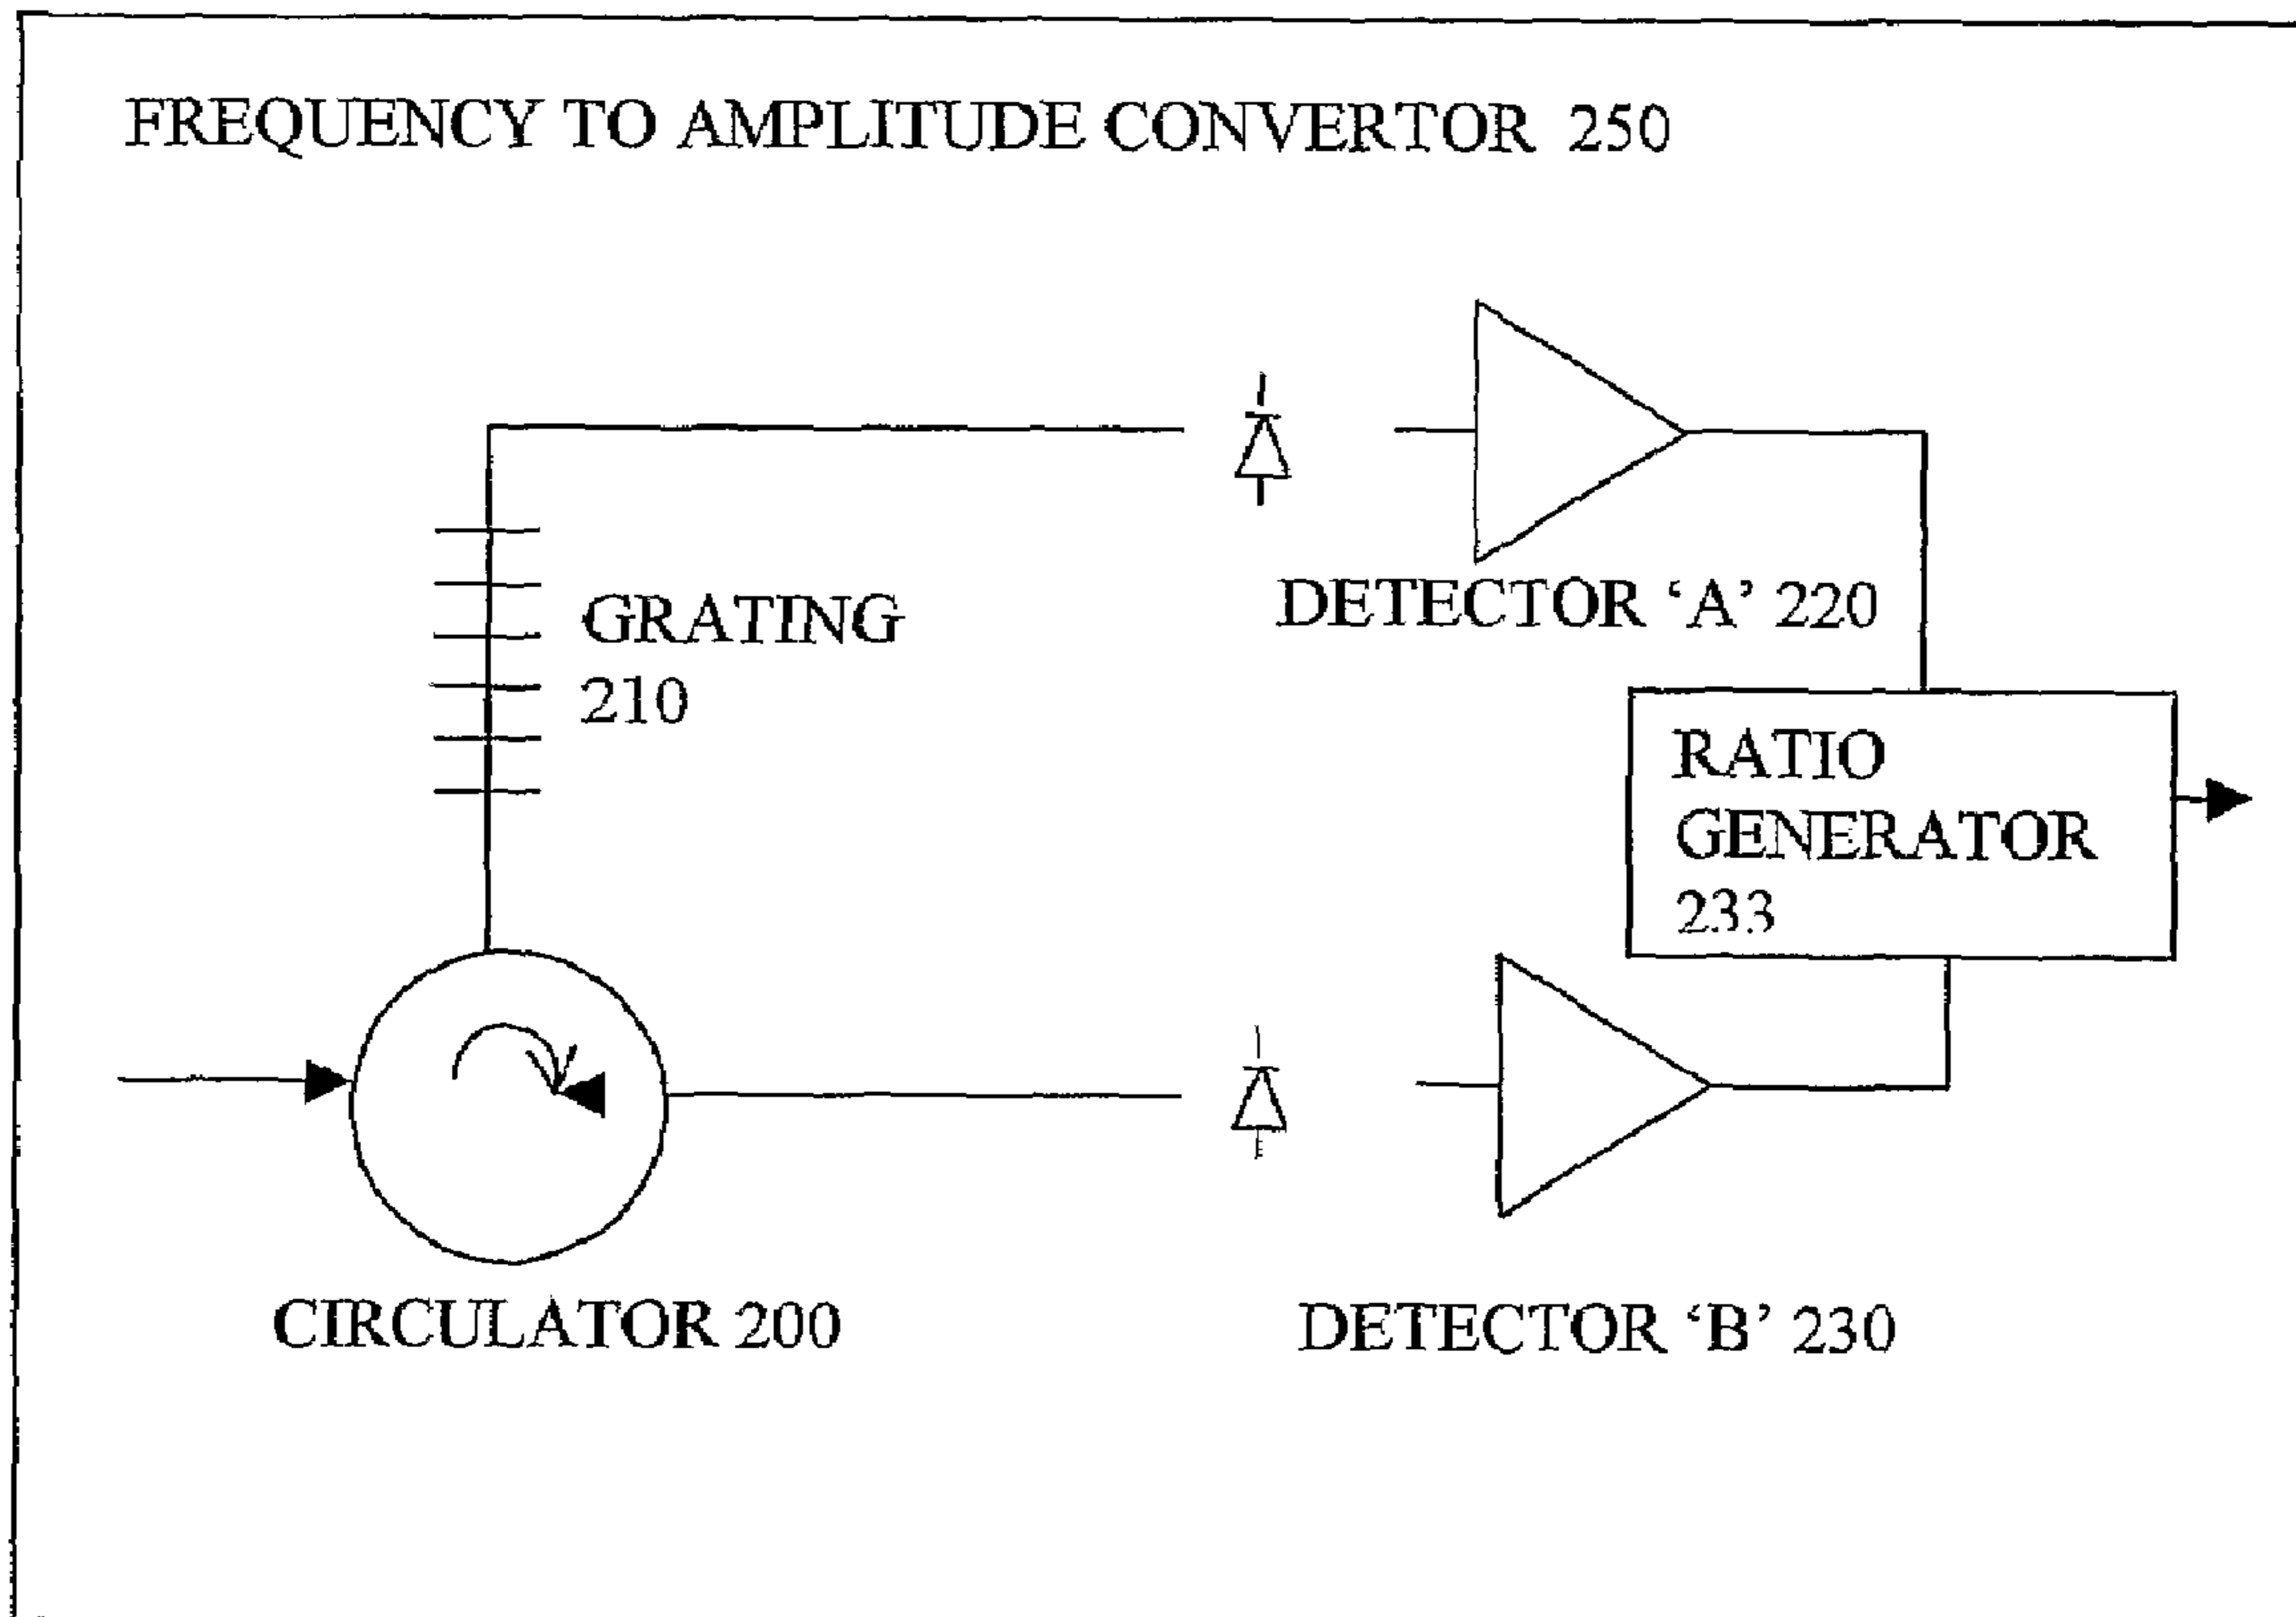 FREQUENCY TO AMPLITUDE CONVERTOR 250
DETECTOR ‘A’ 220
GRATING
210
RATIO
GENERATOR
233
CIRCULATOR 200
DETECTOR ‘B’ 230